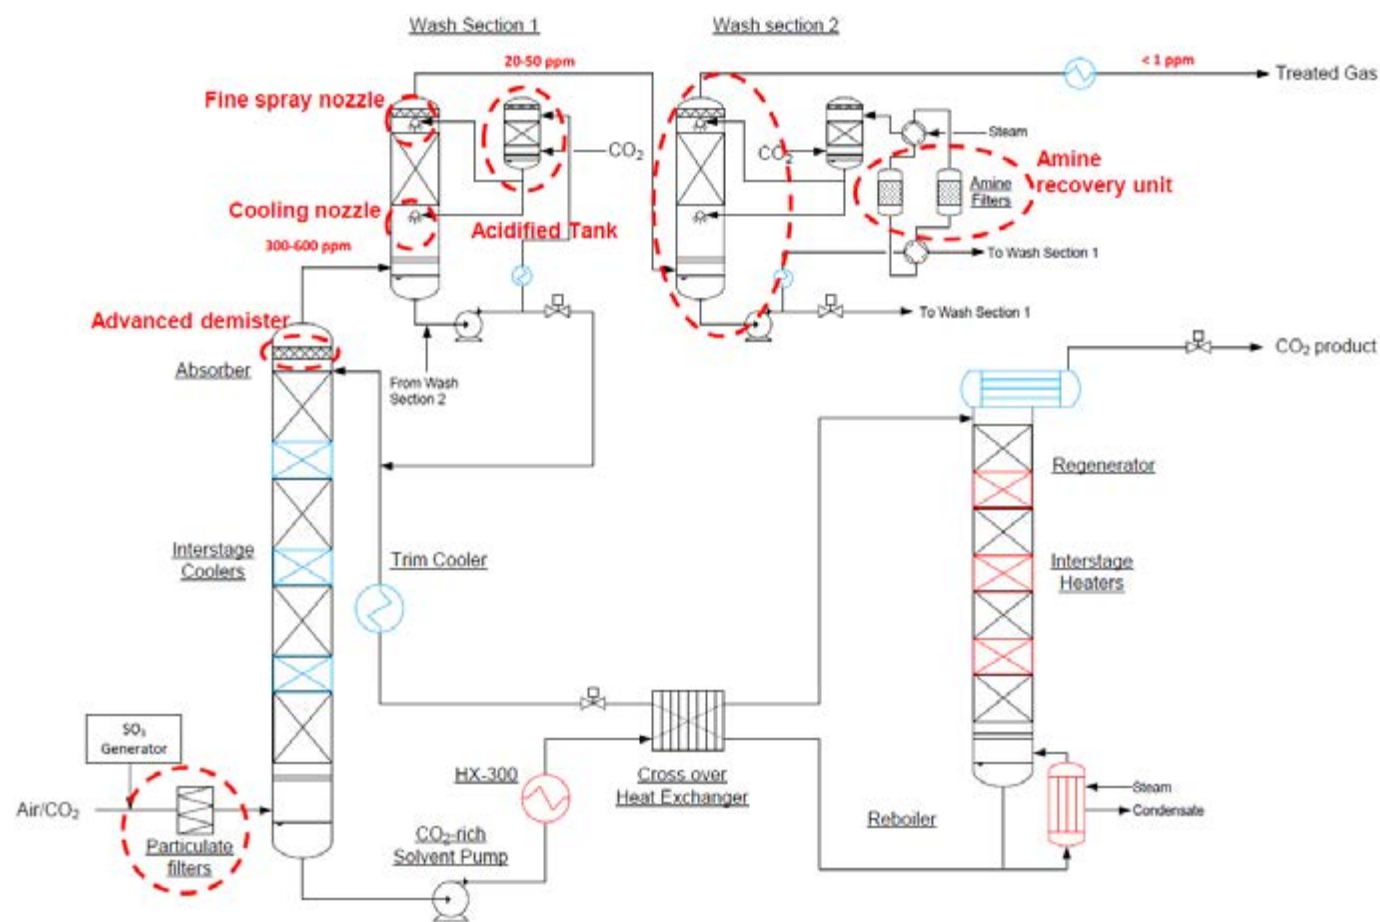 Wash Section 1
Wash section 2
20-50 ppm
< 1 ppm
Treated Gas
Fine spray nozzle
CO₂
CO₂
Steam
Amine
recovery unit
Amine
Filters
Cooling nozzle
Acidified Tank
300-600 ppm
To Wash Section 1
To Wash Section 1
Advanced demister
Absorber
From Wash
Section 2
CO₂ product
Regenerator
Interstage
Coolers
Trim Cooler
Interstage
Heaters
SO₃
Generator
Air/CO₂
Particulate
filters
HX-300
CO₂-rich
Solvent Pump
Cross over
Heat Exchanger
Reboiler
Steam
Condensate